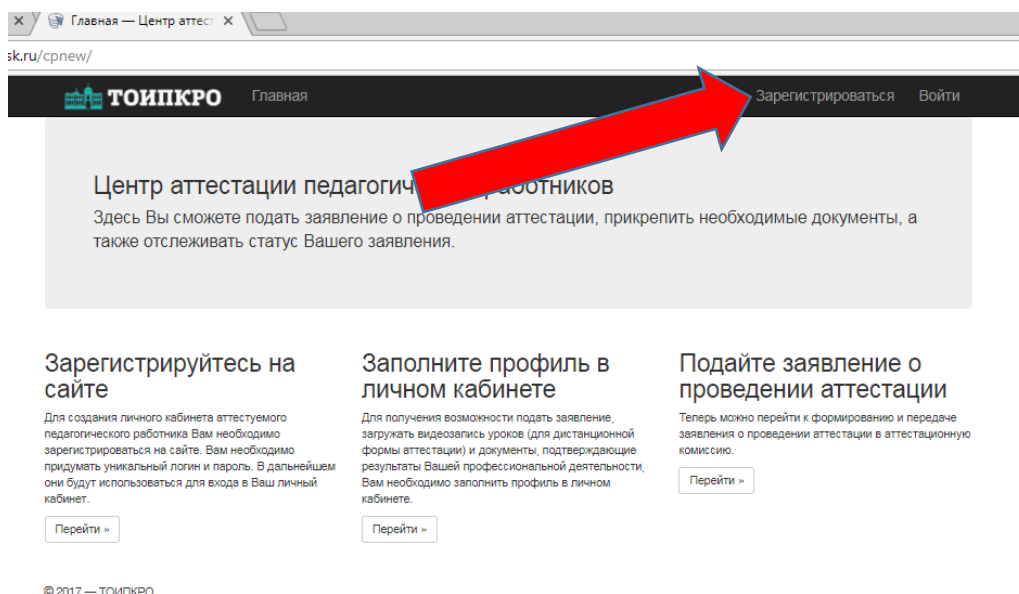 Главная — Центр аттест
sk.ru/cpnew/
ТОИПКРО Главная Зарегистрироваться Войти
Центр аттестации
Здесь Вы сможете подать заявление о проведении аттестации, прикрепить необходимые документы, а
также отслеживать статус Вашего заявления.
Зарегистрируйтесь на
сайте
Для создания личного кабинета аттестуемого
педагогического работника Вам необходимо
зарегистрироваться на сайте. Вам необходимо
придумать уникальный логин и пароль. В дальнейшем
они будут использоваться для входа в Ваш личный
кабинет.
Перейти »
Заполните профиль в
личном кабинете
Для получения возможности подать заявление,
загружать видеозапись уроков (для дистанционной
формы аттестации) и документы, подтверждающие
результаты Вашей профессиональной деятельности,
Вам необходимо заполнить профиль в личном
кабинете.
Перейти »
Подайте заявление о
проведении аттестации
Теперь можно перейти к формированию и передаче
заявления о проведении аттестации в аттестационную
комиссию.
Перейти »
© 2017 — ТОИПКРО